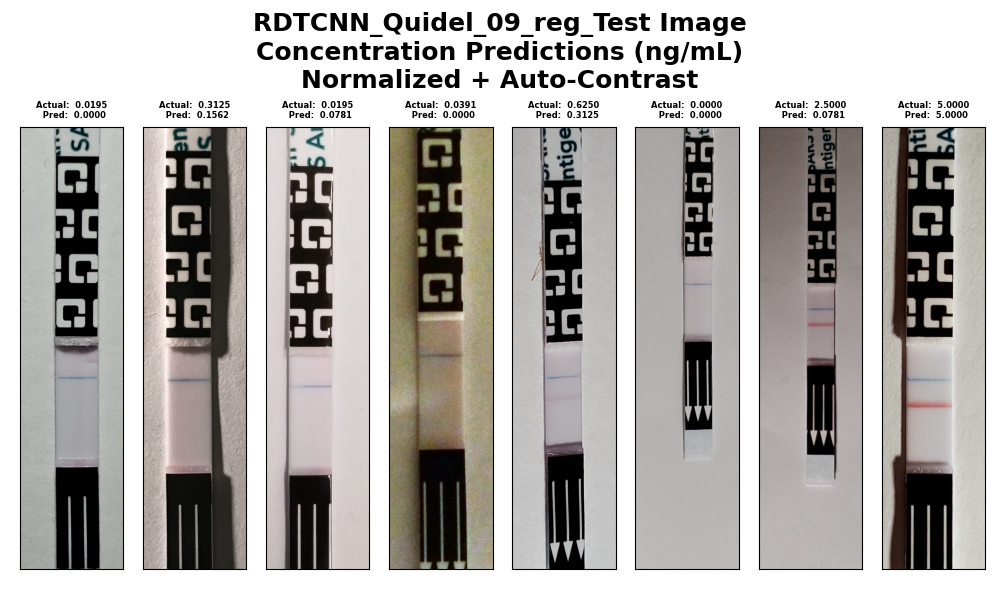 RDTCNN_Quidel_09_reg_Test Image
Concentration Predictions (ng/mL)
Normalized + Auto-Contrast
Actual: 0.0195
Pred: 0.0000
Actual: 0.3125
Pred: 0.1562
Actual: 0.0195
Pred: 0.0781
Actual: 0.0391
Pred: 0.0000
Actual: 0.6250
Pred: 0.3125
Actual: 0.0000
Pred: 0.0000
Actual: 2.5000
Pred: 0.0781
Actual: 5.0000
Pred: 5.0000